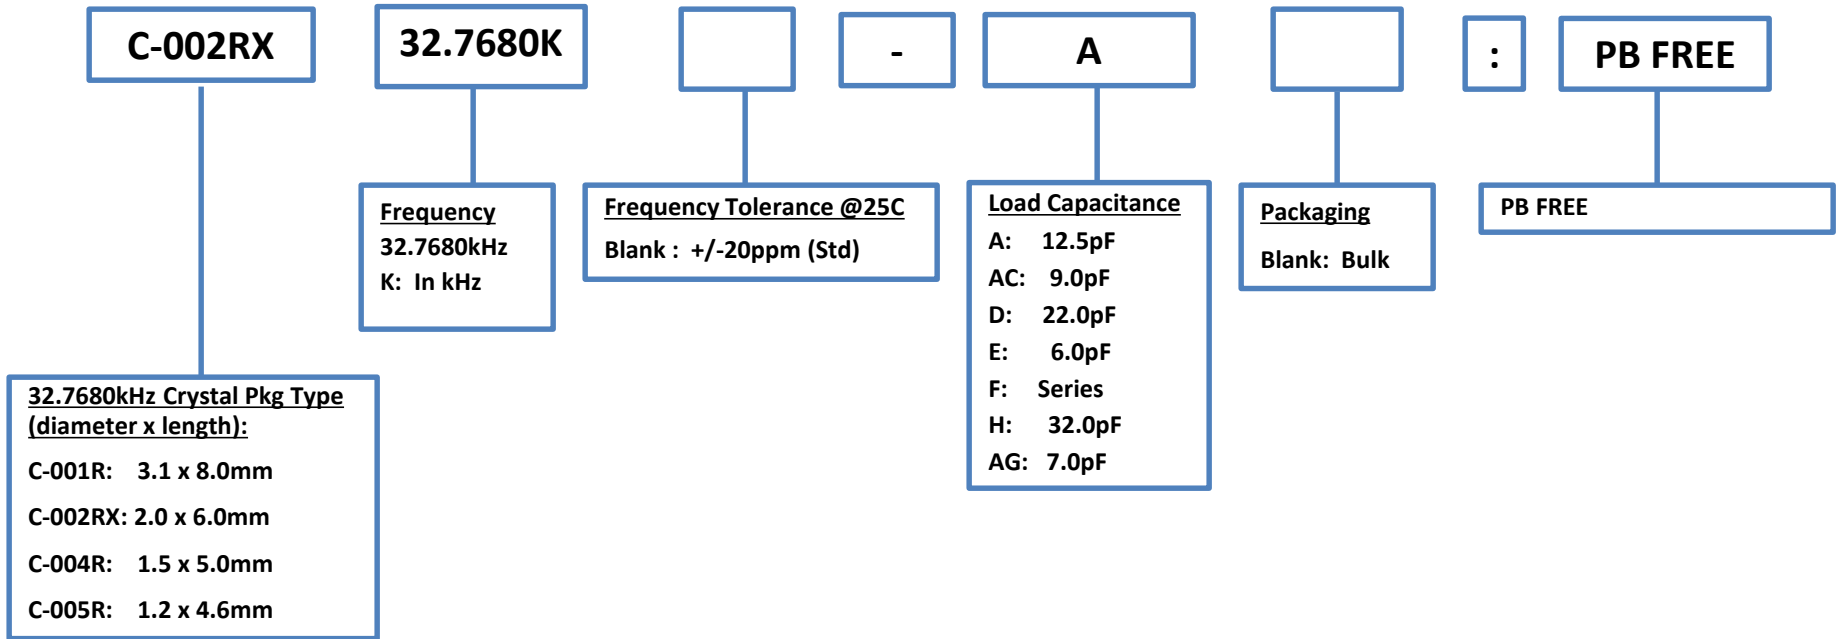 C-002RX
32.7680K
-
A
:
PB FREE
Frequency
32.7680kHz
K: In kHz
Frequency Tolerance @25C
Blank : +/-20ppm (Std)
Load Capacitance
A: 12.5pF
AC: 9.0pF
D: 22.0pF
E: 6.0pF
F: Series
H: 32.0pF
AG: 7.0pF
Packaging
Blank: Bulk
PB FREE
32.7680kHz Crystal Pkg Type
(diameter x length):
C-001R: 3.1 x 8.0mm
C-002RX: 2.0 x 6.0mm
C-004R: 1.5 x 5.0mm
C-005R: 1.2 x 4.6mm